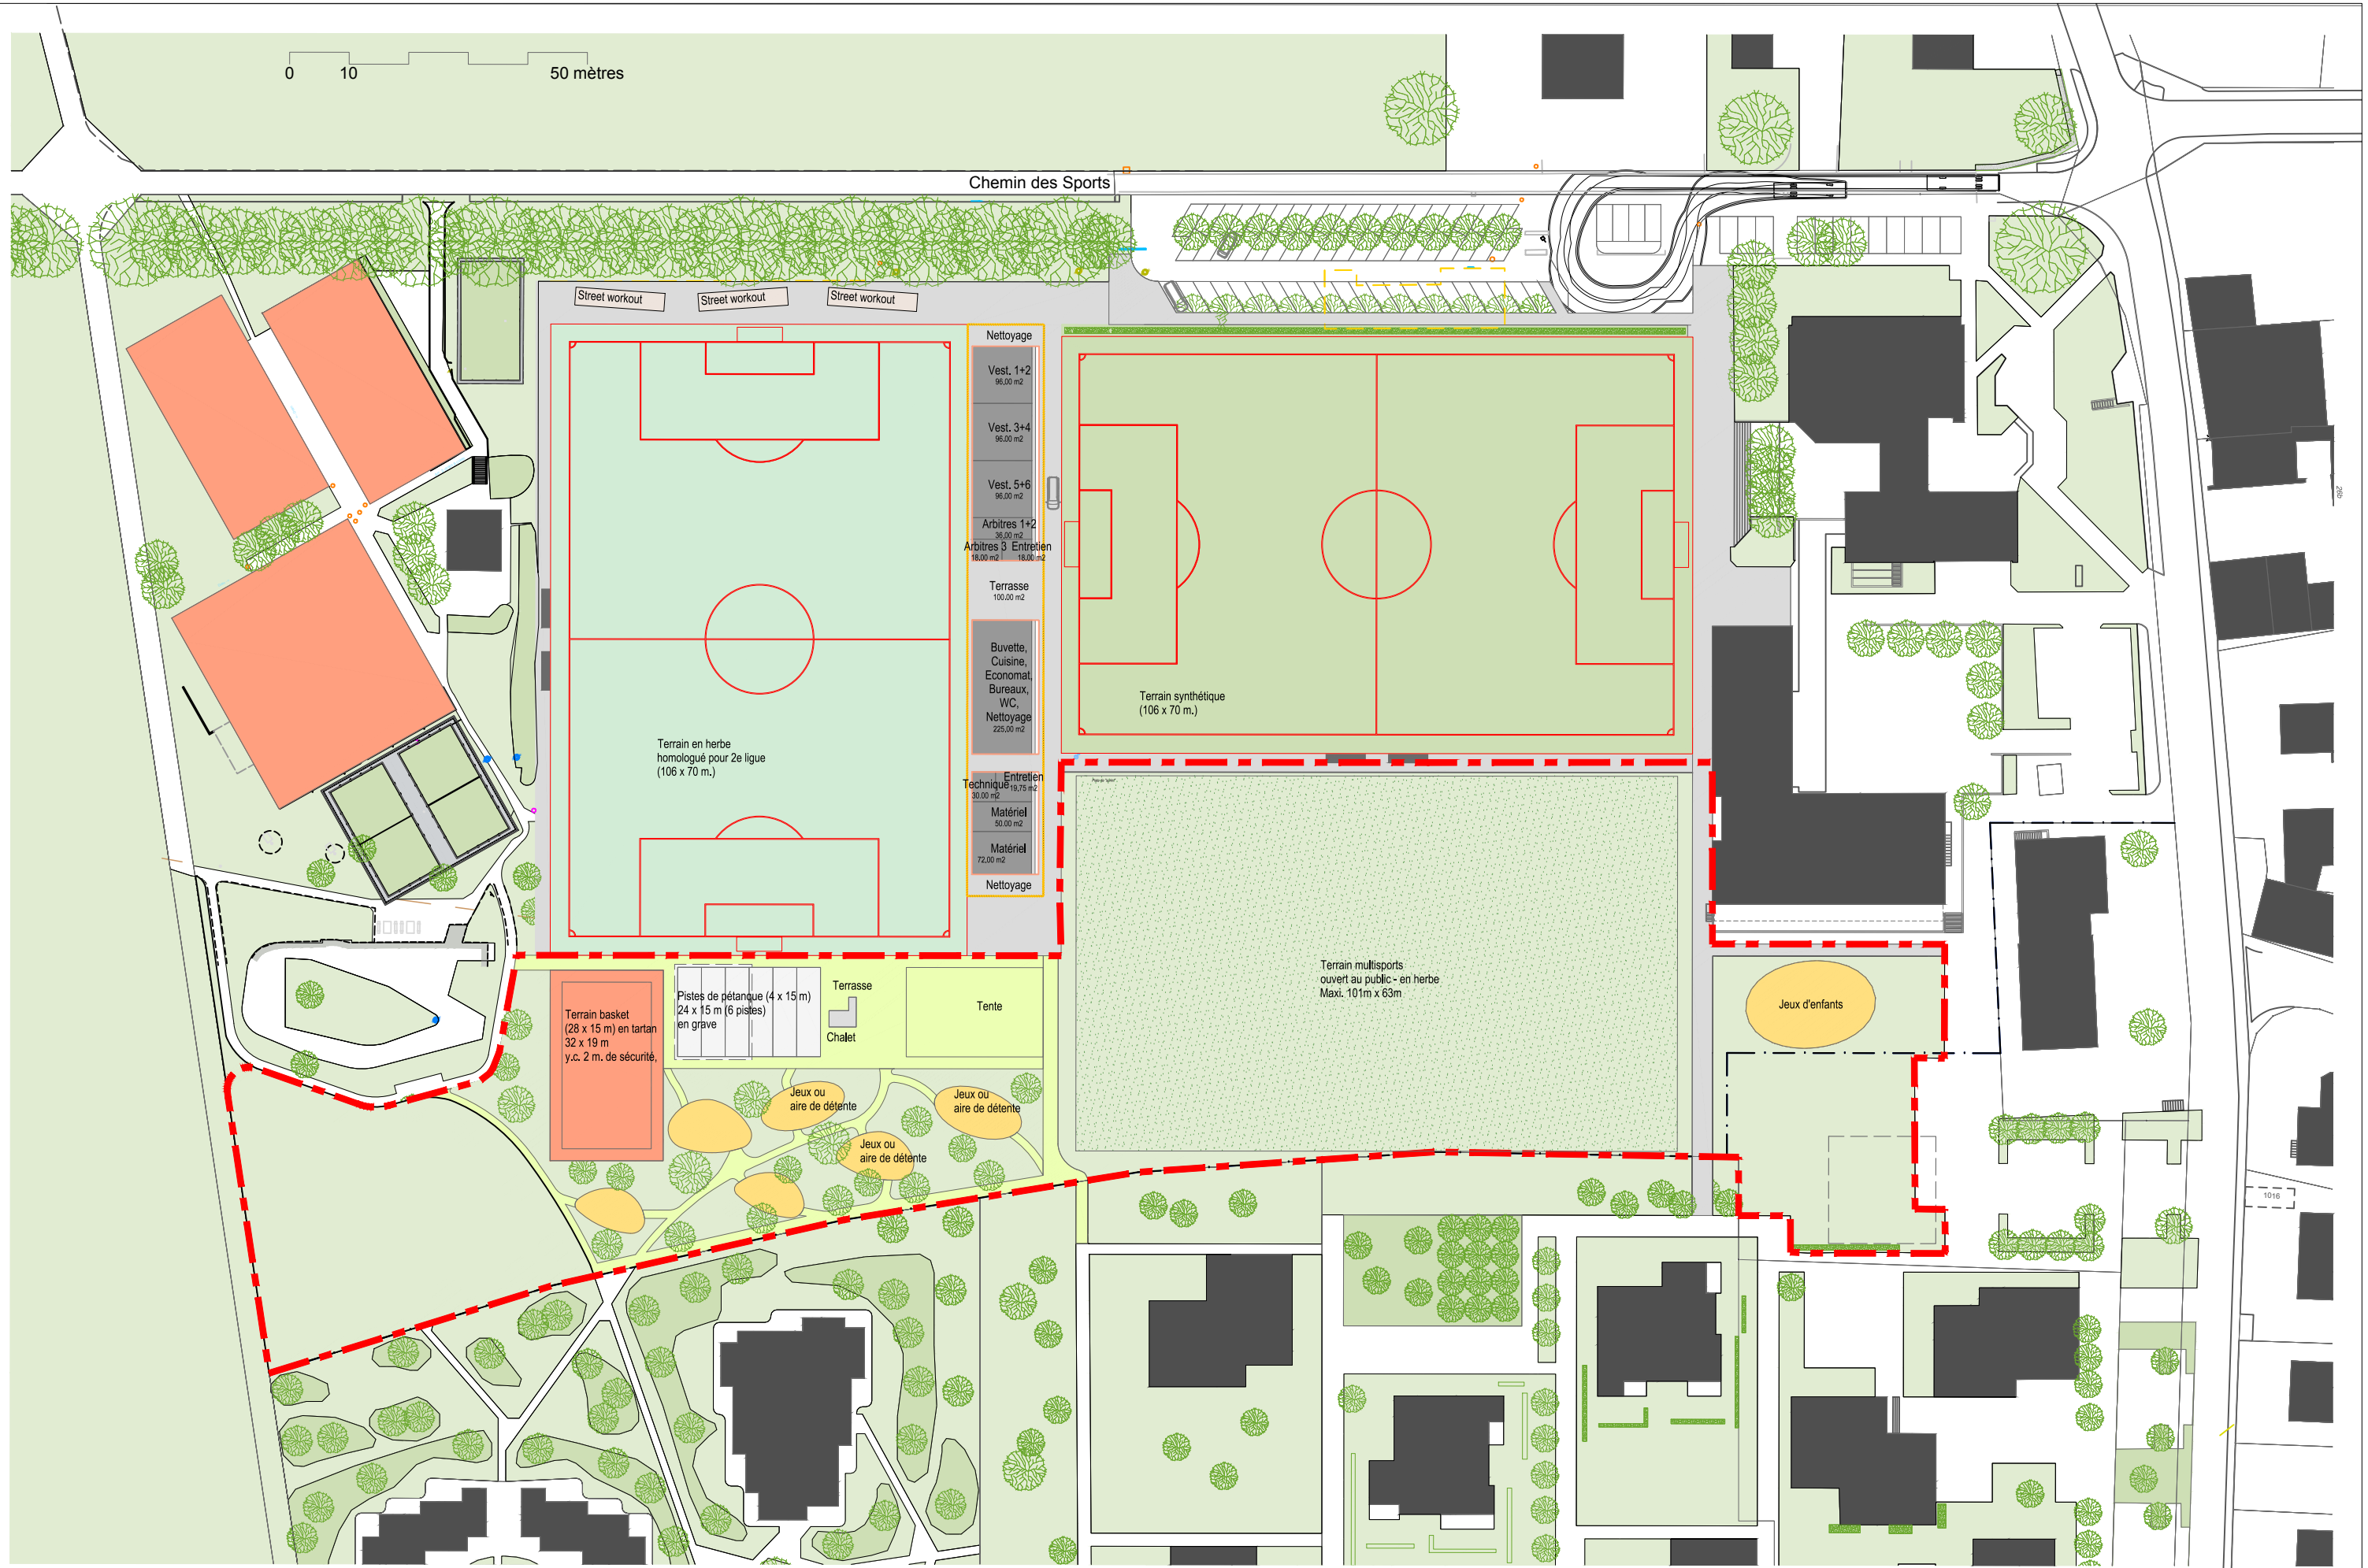 0 10 50 mètres
Chemin des Sports
Street workout
Street workout
Street workout
Nettoyage
Vest. 1+2
96,00 m2
Vest. 3+4
96,00 m2
Vest. 5+6
96,00 m2
Arbitres 1+2
36,00 m2
Arbitres 3 Entretien
18,00 m2 18,00 m2
Terrasse
100.00 m2
Buvette,
Cuisine,
Economat,
Bureaux,
WC,
Nettoyage
225,00 m2
Entretien
19,75 m2
Technique
30.00 m2
Matériel
50.00 m2
Matériel
72,00 m2
Nettoyage
Terrain en herbe
homologué pour 2e ligue
(106 x 70 m.)
Terrain synthétique
(106 x 70 m.)
Terrain multisports
ouvert au public - en herbe
Maxi. 101m x 63m
Jeux d'enfants
Terrain basket
(28 x 15 m) en tartan
32 x 19 m
y.c. 2 m. de sécurité,
Pistes de pétanque (4 x 15 m)
24 x 15 m (6 pistes)
en grave
Terrasse
Chalet
Tente
Jeux ou
aire de détente
Jeux ou
aire de détente
Jeux ou
aire de détente
1016